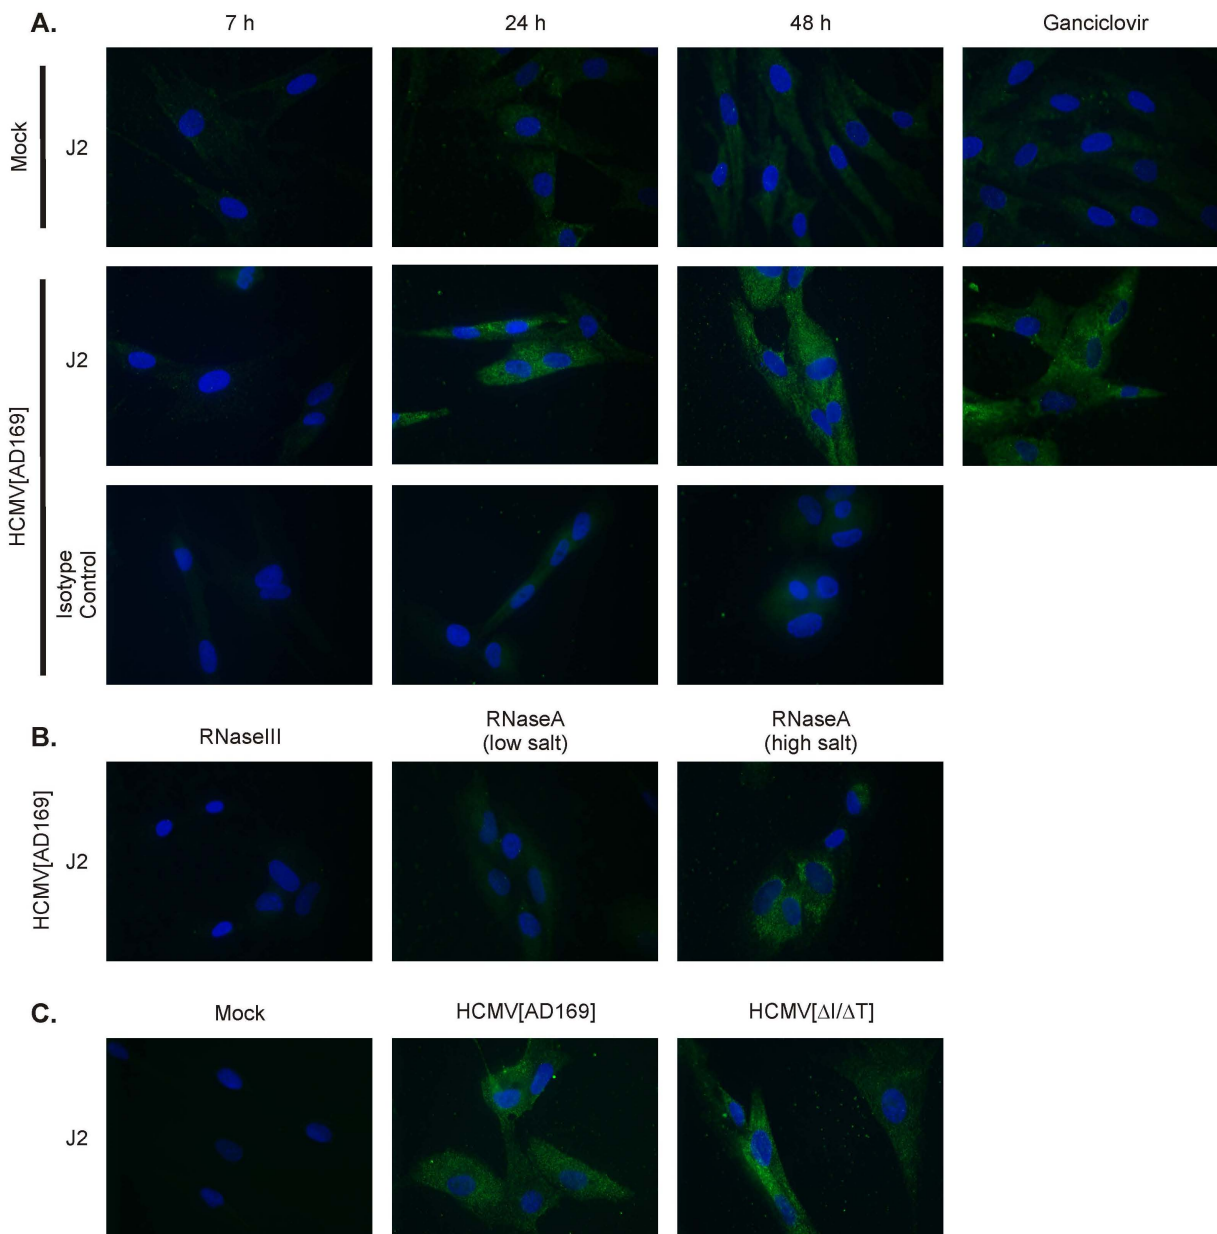 A.
7 h
24 h
48 h
Ganciclovir
Mock
J2
HCMV[AD169]
J2
Isotype
Control
B.
RNaseIII
RNaseA
(low salt)
RNaseA
(high salt)
HCMV[AD169]
J2
C.
Mock
HCMV[AD169]
HCMV[ΔI/ΔT]
J2